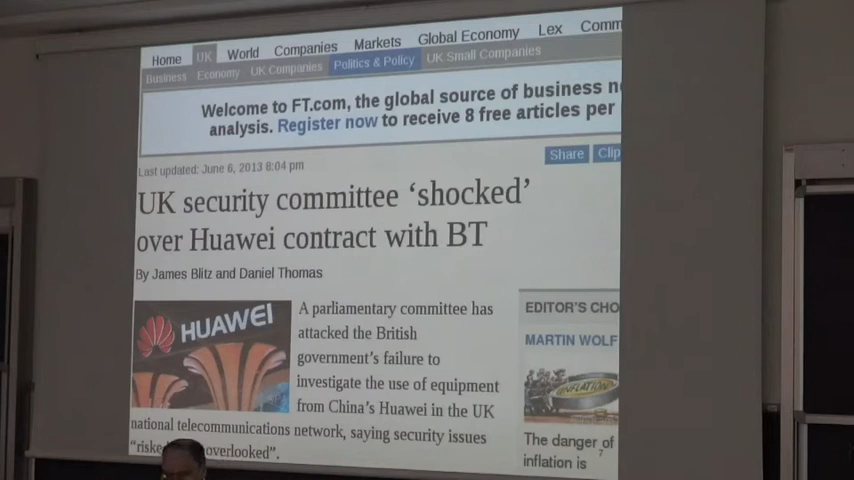 Home UK World Companies Markets Global Economy Lex Comm
Business Economy UK Companies Politics & Policy UK Small Companies
Welcome to FT.com, the global source of business n
analysis. Register now to receive 8 free articles per
Last updated: June 6, 2013 8:04 pm
Share Clip
UK security committee ‘shocked’
over Huawei contract with BT
By James Blitz and Daniel Thomas
HUAWEI
A parliamentary committee has
attacked the British
government’s failure to
investigate the use of equipment
from China’s Huawei in the UK
national telecommunications network, saying security issues
“riske overlooked”.
EDITOR’S CHO
MARTIN WOLF
INFLATION
The danger of
inflation is
7